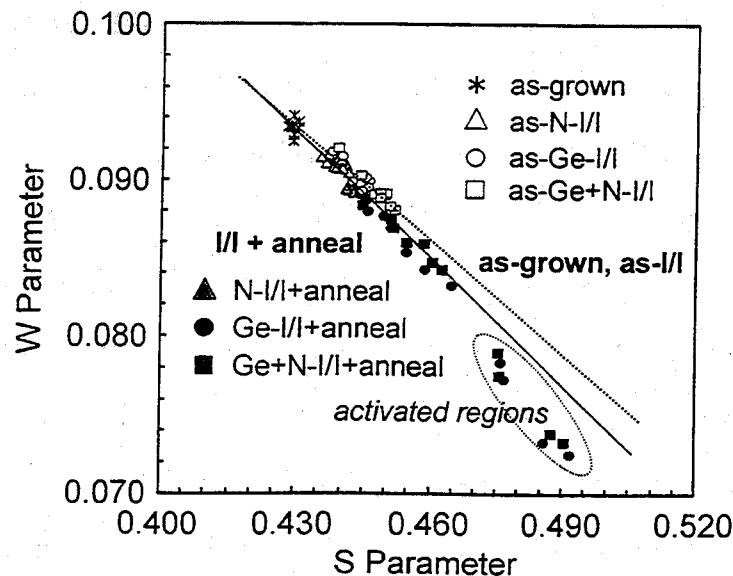 0.100
0.090
0.080
0.070
W Parameter
* as-grown
△ as-N-I/I
○ as-Ge-I/I
□ as-Ge+N-I/I
I/I + anneal
▲ N-I/I+anneal
● Ge-I/I+anneal
■ Ge+N-I/I+anneal
as-grown, as-I/I
activated regions
0.400 0.430 0.460 0.490 0.520
S Parameter